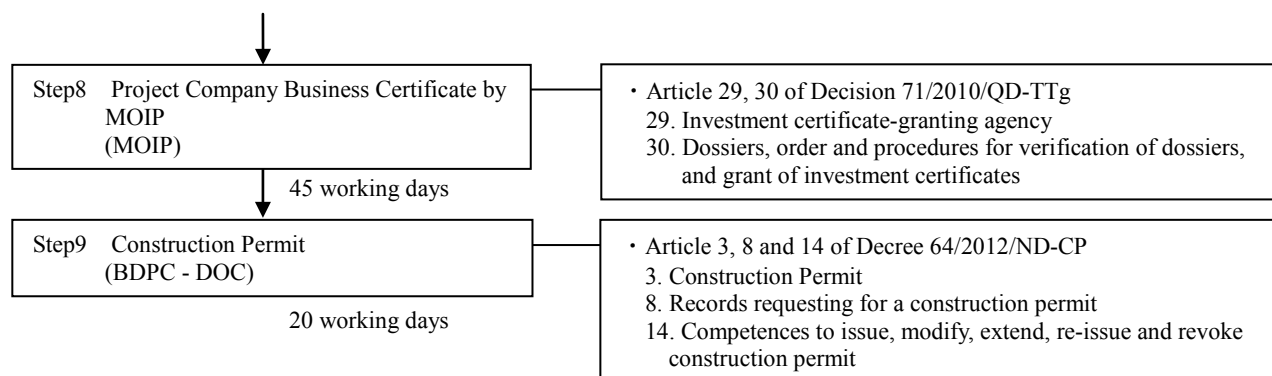 Step8 Project Company Business Certificate by
MOIP
(MOIP)
・Article 29, 30 of Decision 71/2010/QD-TTg
29. Investment certificate-granting agency
30. Dossiers, order and procedures for verification of dossiers,
and grant of investment certificates
45 working days
Step9 Construction Permit
(BDPC - DOC)
・Article 3, 8 and 14 of Decree 64/2012/ND-CP
3. Construction Permit
8. Records requesting for a construction permit
14. Competences to issue, modify, extend, re-issue and revoke
construction permit
20 working days